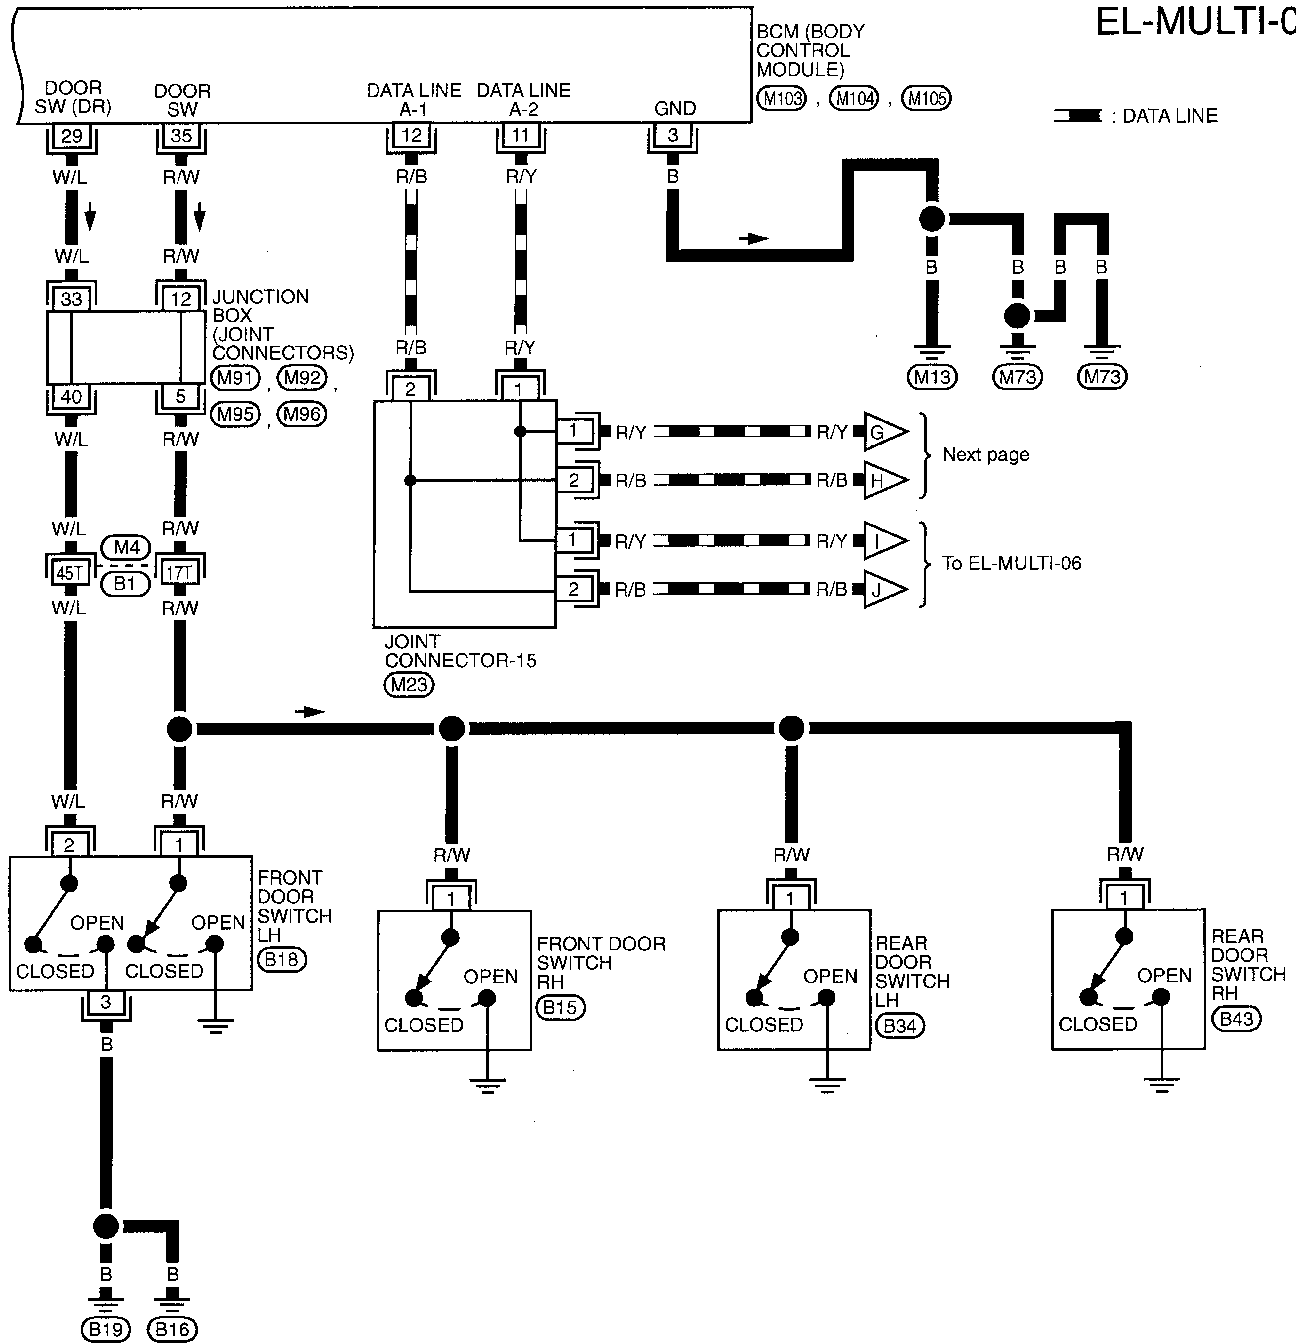 EL-MULTI-0
BCM (BODY
CONTROL
MODULE)
M103 , M104 , M105
: DATA LINE
DOOR
SW (DR)
DOOR
SW
DATA LINE
A-1
DATA LINE
A-2
GND
29
35
12
11
3
W/L
R/W
R/B
R/Y
B
W/L
R/W
B
B
B
B
33
12
JUNCTION
BOX
(JOINT
CONNECTORS)
M91 , M92 ,
M95 , M96
R/B
R/Y
M13
M73
M73
40
5
2
1
W/L
R/W
1
R/Y
R/Y
G
2
R/B
R/B
H
Next page
W/L
R/W
1
R/Y
R/Y
I
2
R/B
R/B
J
To EL-MULTI-06
45T
M4
B1
17T
W/L
R/W
JOINT
CONNECTOR-15
M23
W/L
R/W
2
1
OPEN
OPEN
CLOSED
CLOSED
FRONT
DOOR
SWITCH
LH
B18
3
B
R/W
1
OPEN
CLOSED
FRONT DOOR
SWITCH
RH
B15
R/W
1
OPEN
CLOSED
REAR
DOOR
SWITCH
LH
B34
R/W
1
OPEN
CLOSED
REAR
DOOR
SWITCH
RH
B43
B
B
B19
B16